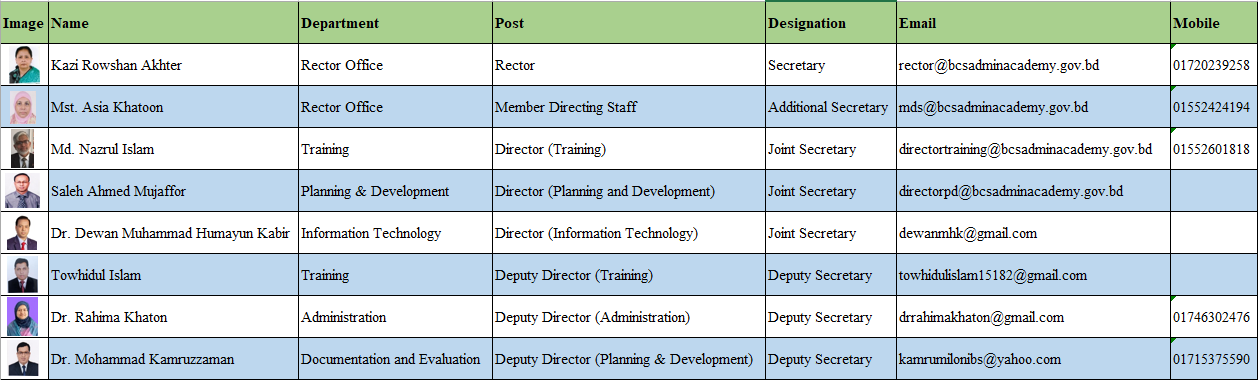 Image Name Department Post Designation Email Mobile
Kazi Rowshan Akhter Rector Office Rector Secretary rector@bcsadminacademy.gov.bd 01720239258
Mst. Asia Khatoon Rector Office Member Directing Staff Additional Secretary mds@bcsadminacademy.gov.bd 01552424194
Md. Nazrul Islam Training Director (Training) Joint Secretary directortraining@bcsadminacademy.gov.bd 01552601818
Saleh Ahmed Mujaffor Planning & Development Director (Planning and Development) Joint Secretary directorpd@bcsadminacademy.gov.bd
Dr. Dewan Muhammad Humayun Kabir Information Technology Director (Information Technology) Joint Secretary dewanmhk@gmail.com
Towhidul Islam Training Deputy Director (Training) Deputy Secretary towhidulislam15182@gmail.com
Dr. Rahima Khaton Administration Deputy Director (Administration) Deputy Secretary drrahimakhaton@gmail.com 01746302476
Dr. Mohammad Kamruzzaman Documentation and Evaluation Deputy Director (Planning & Development) Deputy Secretary kamrumilonibs@yahoo.com 01715375590